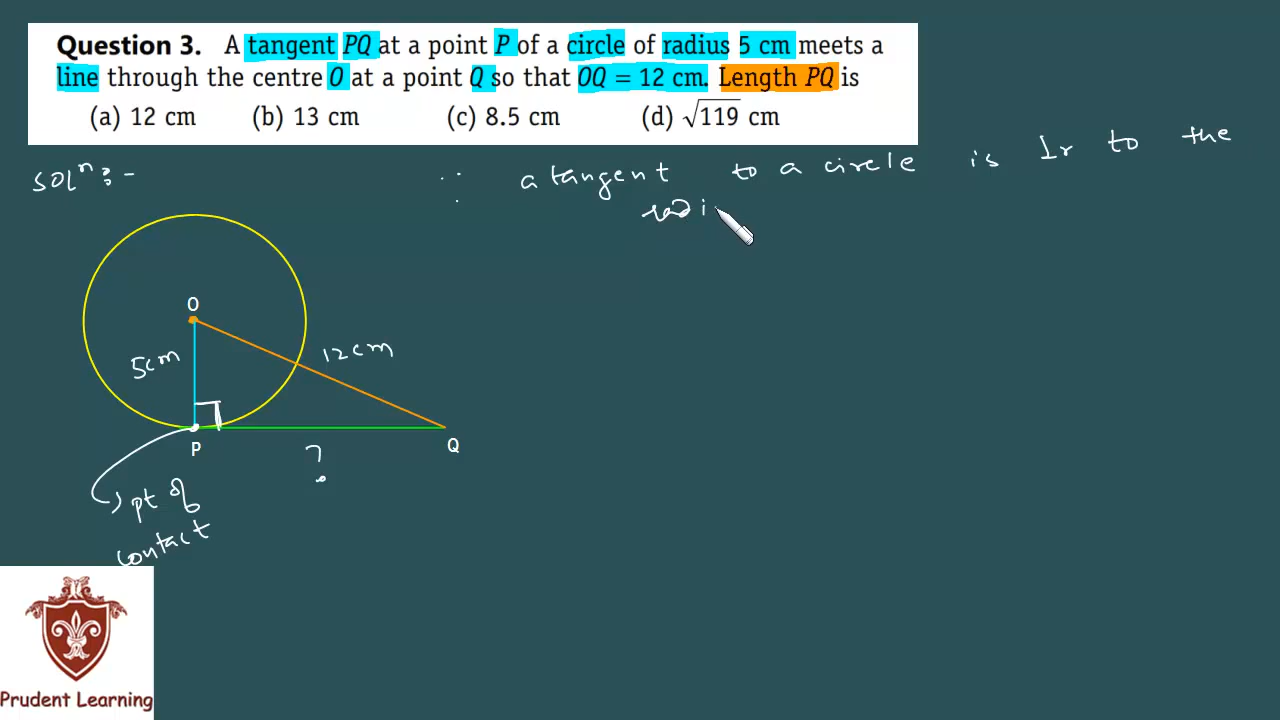 Question 3. A tangent PQ at a point P of a circle of radius 5 cm meets a
line through the centre O at a point Q so that OQ = 12 cm. Length PQ is
(a) 12 cm (b) 13 cm (c) 8.5 cm (d) √119 cm
Solⁿ:-
∵ a tangent to a circle is ⊥r to the
radi
O
5cm
12cm
P
Q
?
pt of
contact
Prudent Learning